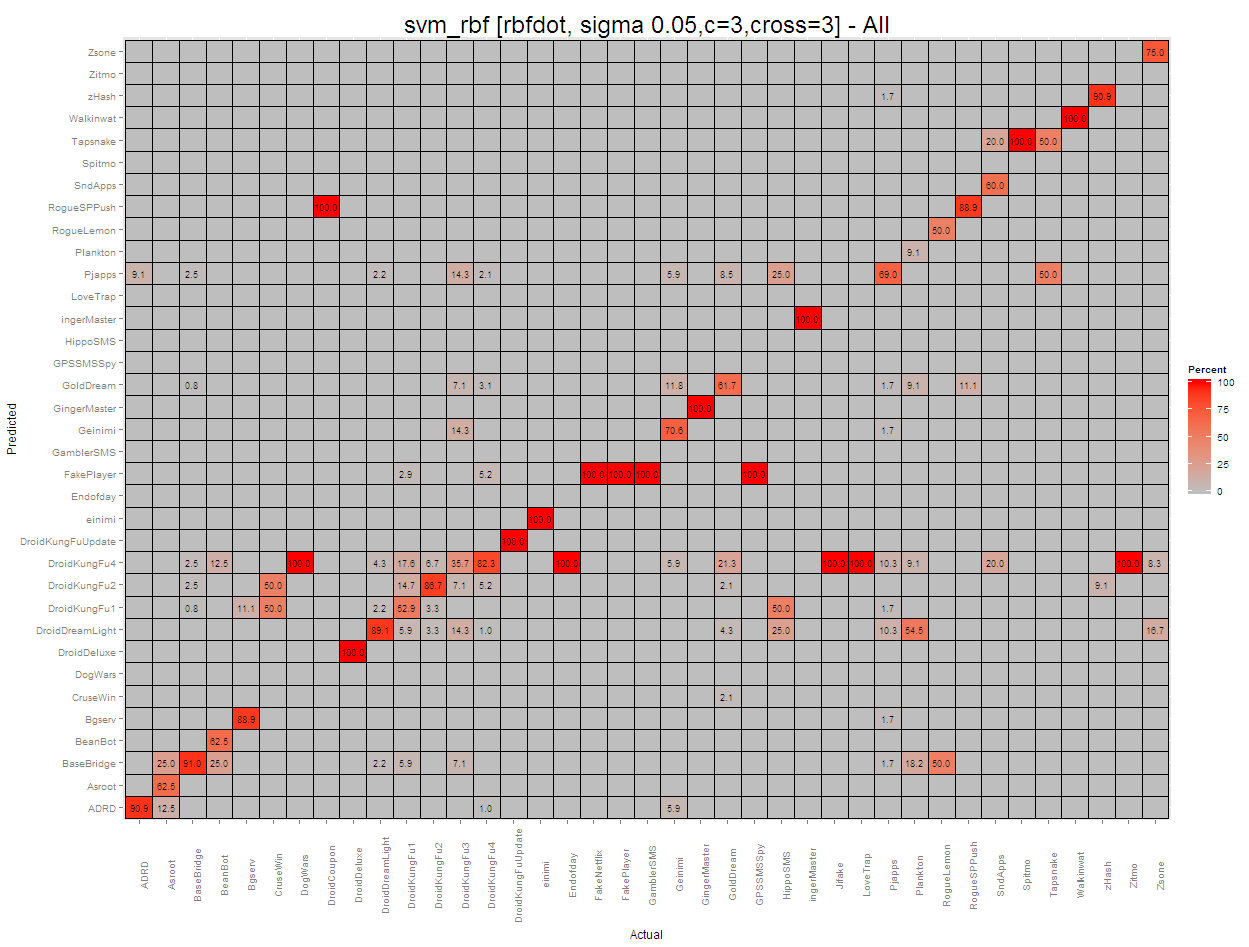 svm_rbf [rbfdot, sigma 0.05,c=3,cross=3] - All
Zsone 75.0
Zitmo
zHash 1.7 90.9
Walkinwat 100.0
Tapsnake 20.0 100.0 50.0
Spitmo
SndApps 60.0
RogueSPPush 100.0 88.9
RogueLemon 50.0
Plankton 9.1
Pjapps 9.1 2.5 2.2 14.3 2.1 5.9 8.5 25.0 69.0 50.0
LoveTrap
ingerMaster 100.0
HippoSMS
GPSSMSSpy
GoldDream 0.8 7.1 3.1 11.8 61.7 1.7 9.1 11.1
GingerMaster 100.0
Geinimi 14.3 70.6 1.7
GamblerSMS
FakePlayer 2.9 5.2 100.0 100.0 100.0 100.0
Endofday
einimi 100.0
DroidKungFuUpdate 100.0
DroidKungFu4 2.5 12.5 100.0 4.3 17.6 6.7 35.7 82.3 100.0 5.9 21.3 100.0 100.0 10.3 9.1 20.0 100.0 8.3
DroidKungFu2 2.5 50.0 14.7 86.7 7.1 5.2 2.1 9.1
DroidKungFu1 0.8 11.1 50.0 2.2 52.9 3.3 50.0 1.7
DroidDreamLight 89.1 5.9 3.3 14.3 1.0 4.3 25.0 10.3 54.5 16.7
DroidDeluxe 100.0
DogWars
CruseWin 2.1
Bgserv 88.9 1.7
BeanBot 62.5
BaseBridge 25.0 91.0 25.0 2.2 5.9 7.1 1.7 18.2 50.0
Asroot 62.5
ADRD 90.9 12.5 1.0 5.9
Predicted
ADRD
Asroot
BaseBridge
BeanBot
Bgserv
CruseWin
DogWars
DroidCoupon
DroidDeluxe
DroidDreamLight
DroidKungFu1
DroidKungFu2
DroidKungFu3
DroidKungFu4
DroidKungFuUpdate
einimi
Endofday
FakeNetflix
FakePlayer
GamblerSMS
Geinimi
GingerMaster
GoldDream
GPSSMSSpy
HippoSMS
ingerMaster
Jifake
LoveTrap
Pjapps
Plankton
RogueLemon
RogueSPPush
SndApps
Spitmo
Tapsnake
Walkinwat
zHash
Zitmo
Zsone
Actual
Percent
100
75
50
25
0